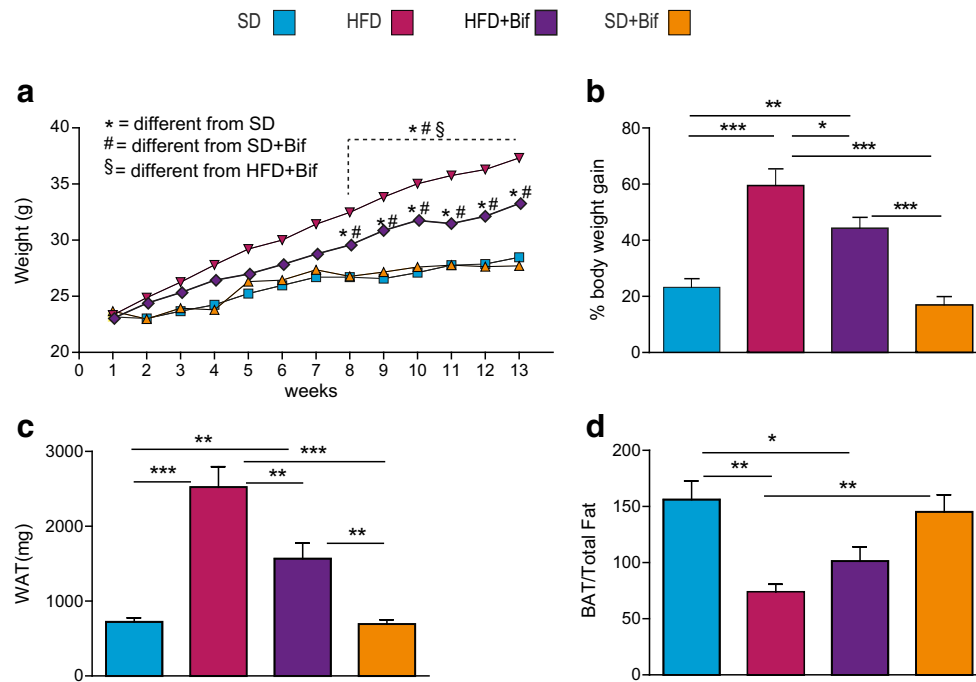 SD HFD HFD+Bif SD+Bif
a
* = different from SD
# = different from SD+Bif
§ = different from HFD+Bif
* # §
Weight (g)
40
35
30
25
20
*# *# *# *# *# *#
0 1 2 3 4 5 6 7 8 9 10 11 12 13
weeks
b
% body weight gain
80
60
40
20
0
**
*** *
***
***
c
WAT(mg)
3000
2000
1000
0
**
***
*** **
**
d
BAT/Total Fat
200
150
100
50
0
*
**
**